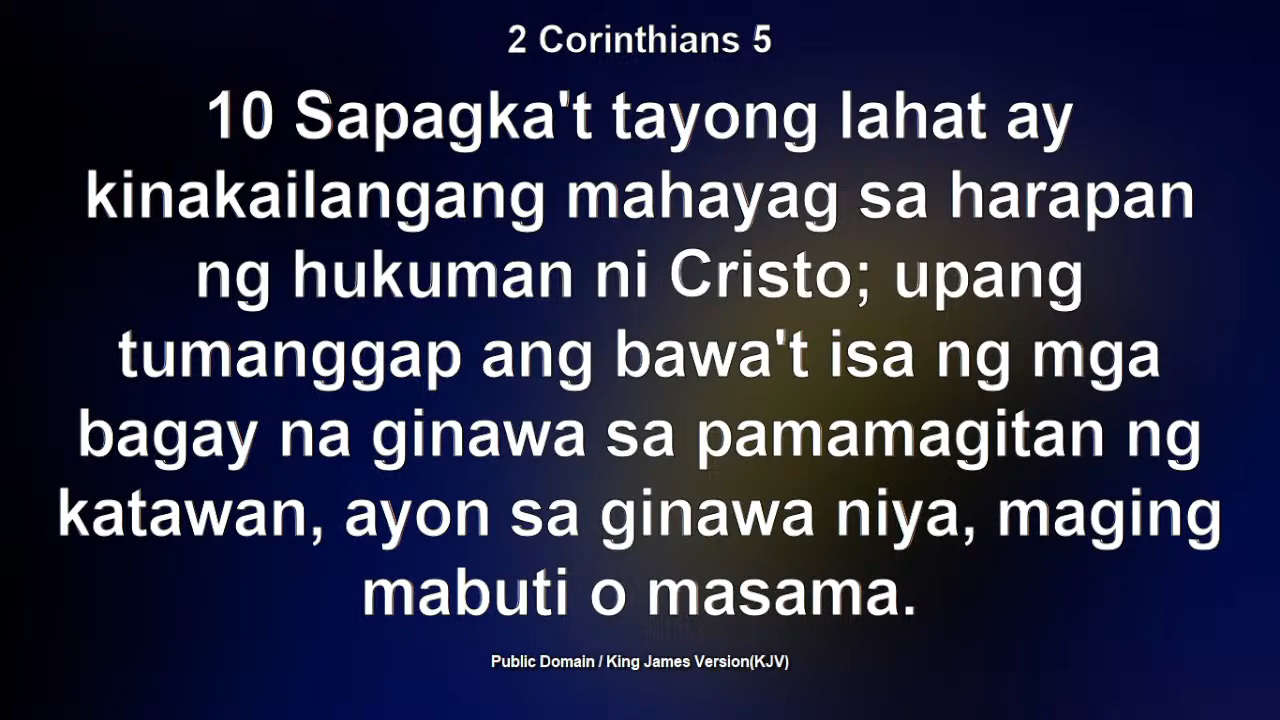 2 Corinthians 5
10 Sapagka't tayong lahat ay
kinakailangang mahayag sa harapan
ng hukuman ni Cristo; upang
tumanggap ang bawa't isa ng mga
bagay na ginawa sa pamamagitan ng
katawan, ayon sa ginawa niya, maging
mabuti o masama.
Public Domain / King James Version(KJV)